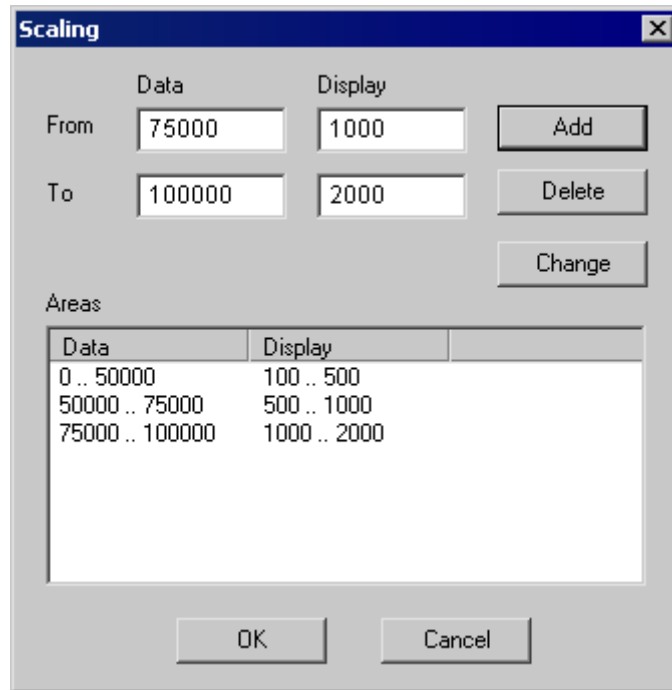 Scaling
Data Display
From 75000 1000 Add
To 100000 2000 Delete
Change
Areas
Data Display
0 .. 50000 100 .. 500
50000 .. 75000 500 .. 1000
75000 .. 100000 1000 .. 2000
OK Cancel